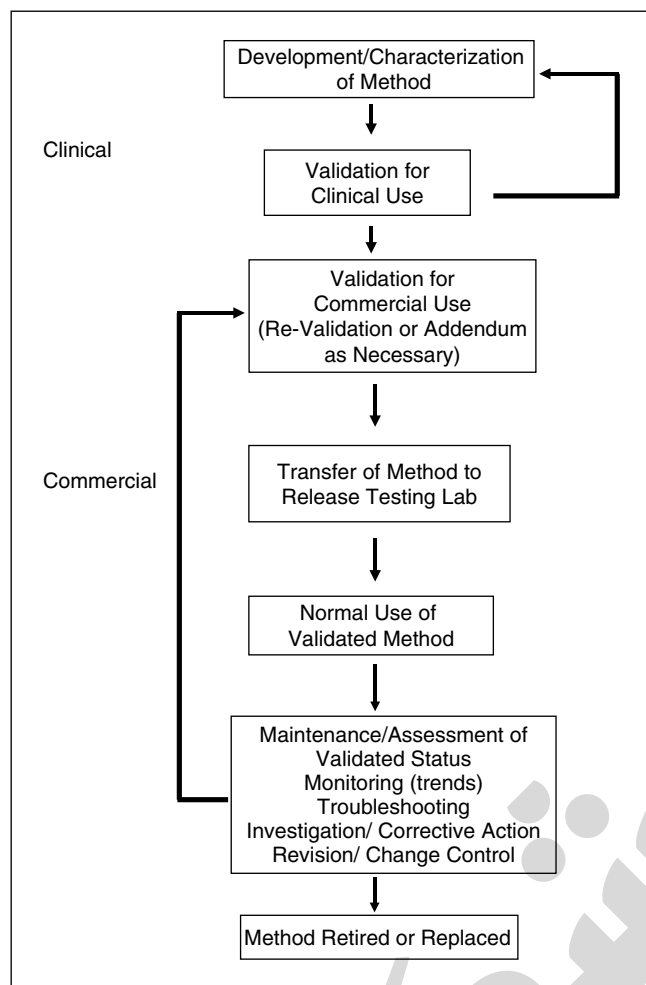 Development/Characterization
of Method
Clinical
Validation for
Clinical Use
Validation for
Commercial Use
(Re-Validation or Addendum
as Necessary)
Commercial
Transfer of Method to
Release Testing Lab
Normal Use of
Validated Method
Maintenance/Assessment of
Validated Status
Monitoring (trends)
Troubleshooting
Investigation/ Corrective Action
Revision/ Change Control
Method Retired or Replaced